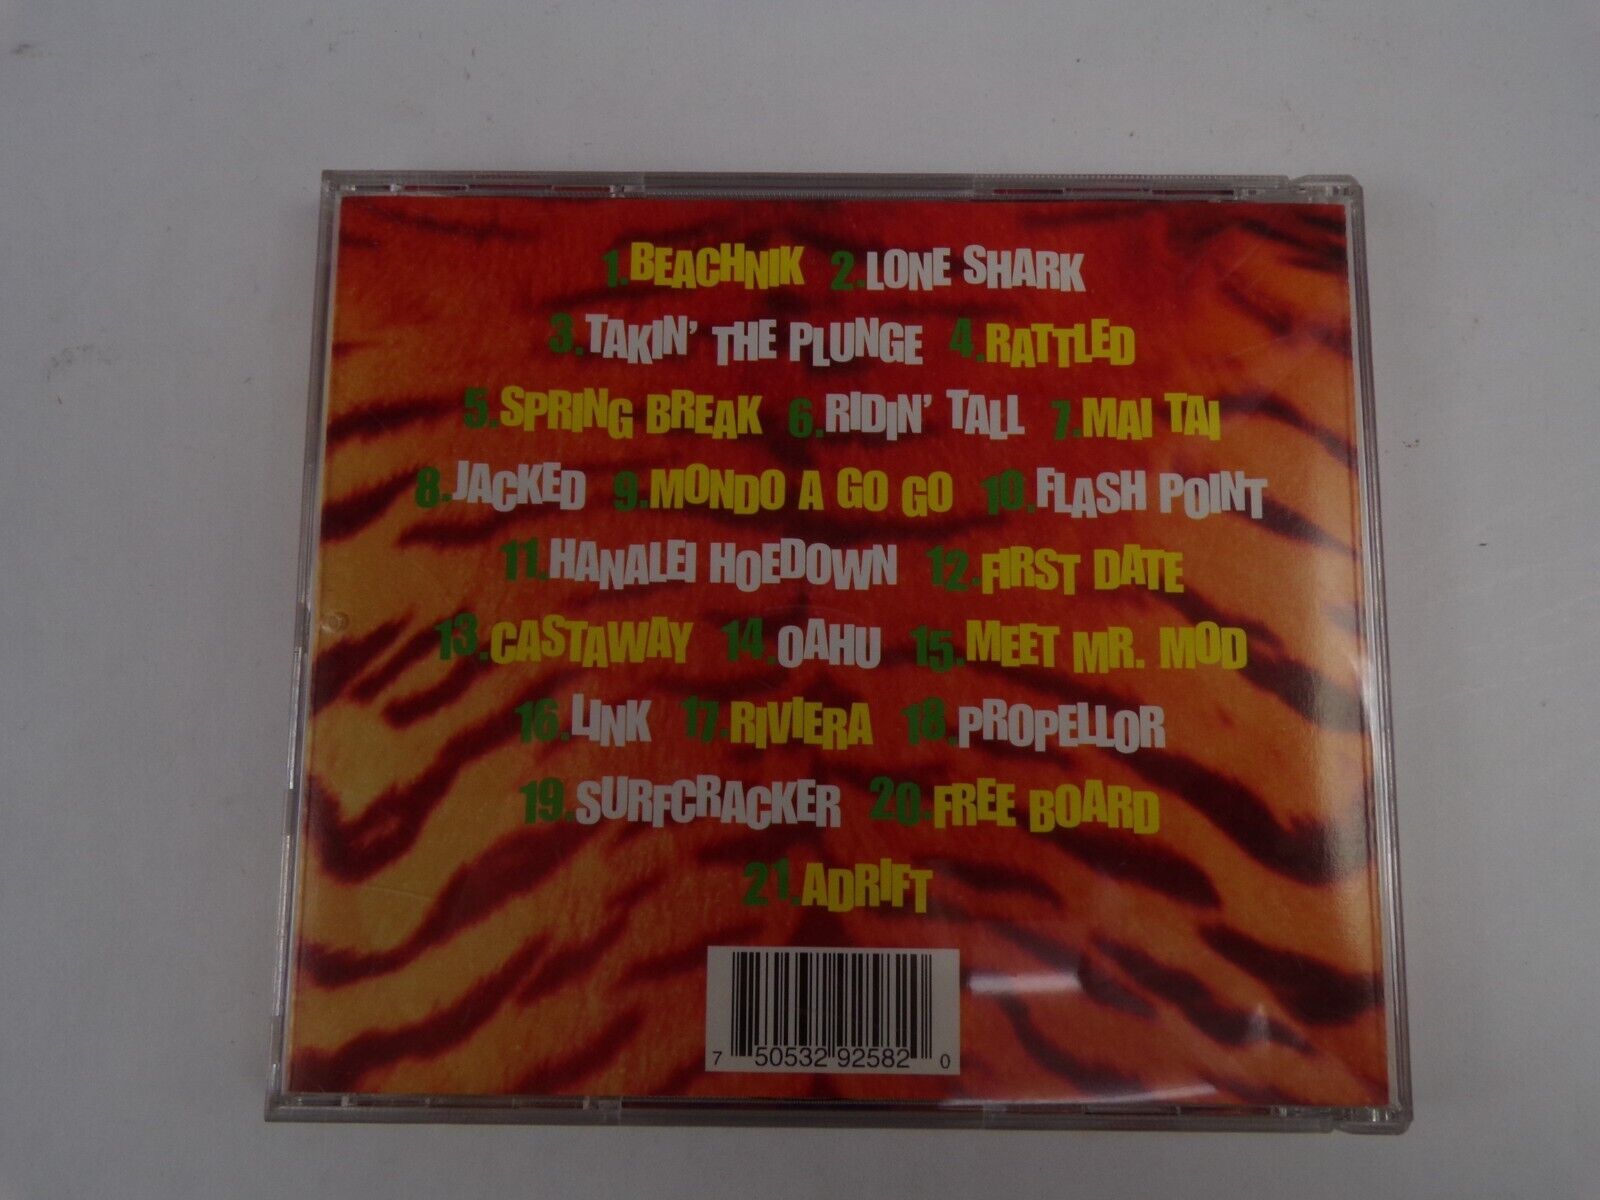 1.BEACHNIK 2.LONE SHARK
3.TAKIN' THE PLUNGE 4.RATTLED
5.SPRING BREAK 6.RIDIN' TALL 7.MAI TAI
8.JACKED 9.MONDO A GO GO 10.FLASH POINT
11.HANALEI HOEDOWN 12.FIRST DATE
13.CASTAWAY 14.OAHU 15.MEET MR. MOD
16.LINK 17.RIVIERA 18.PROPELLOR
19.SURFCRACKER 20.FREE BOARD
21.ADRIFT
7 50532 92582 0